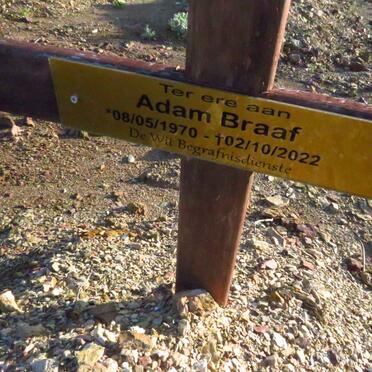 Ter ere aan
Adam Braaf
*08/05/1970 - †02/10/2022
De Wit Begrafnisdienste